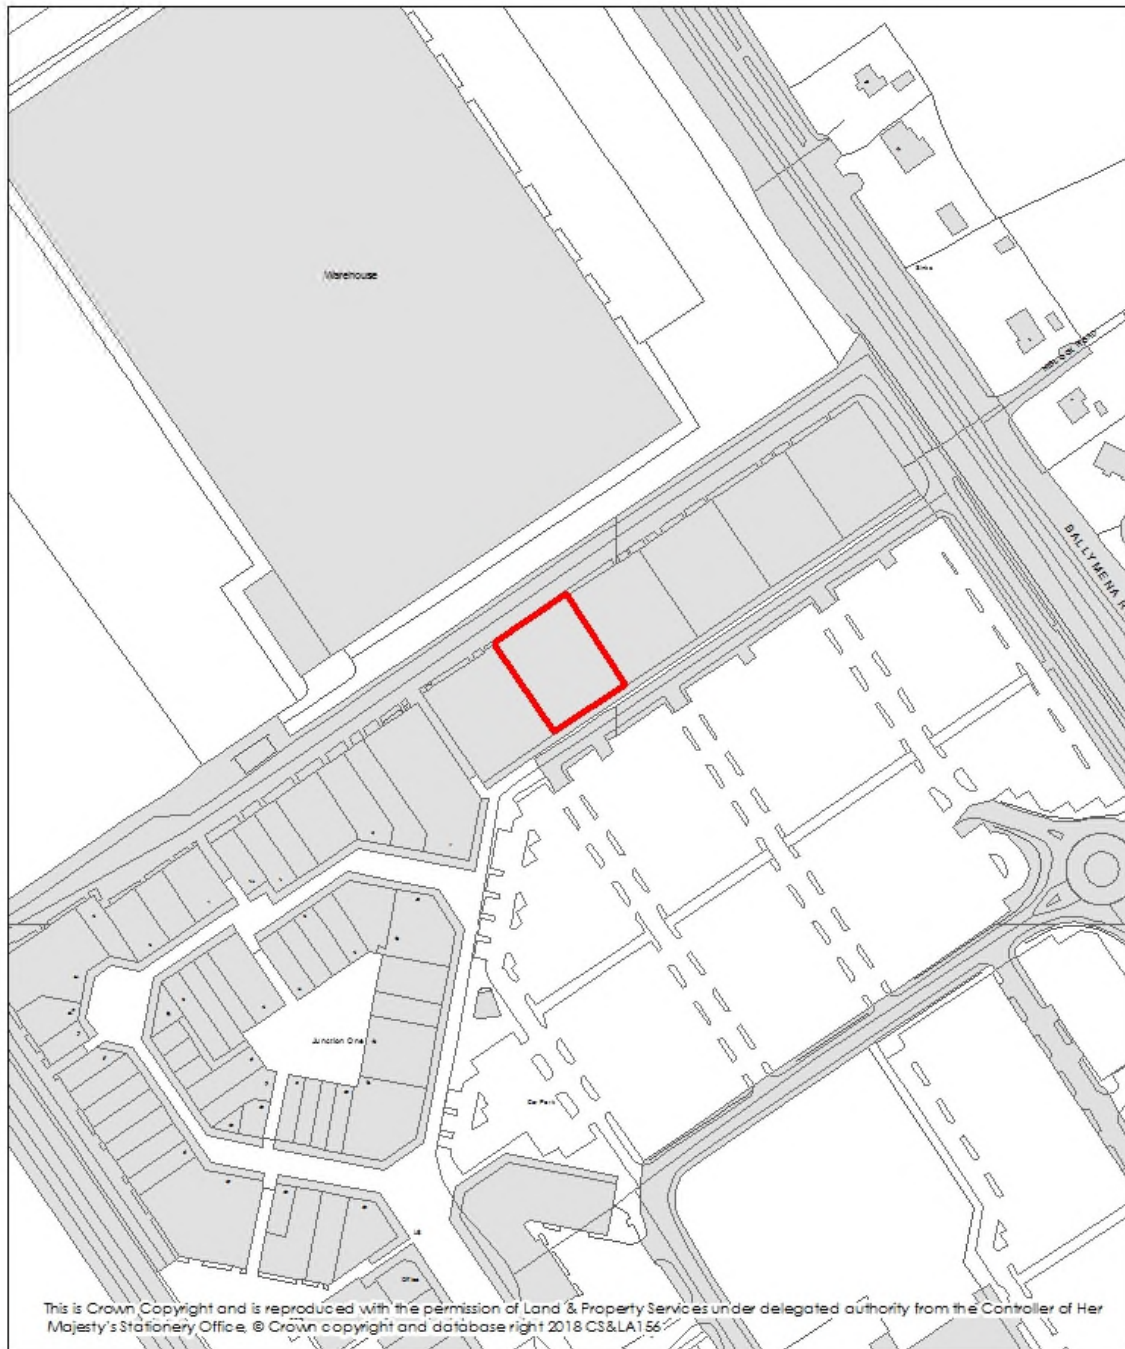 Warehouse
BALLYMENA R
Junction One
Car Park
Office
This is Crown Copyright and is reproduced with the permission of Land & Property Services under delegated authority from the Controller of Her
Majesty's Stationery Office, © Crown copyright and database right 2018 CS&LA156